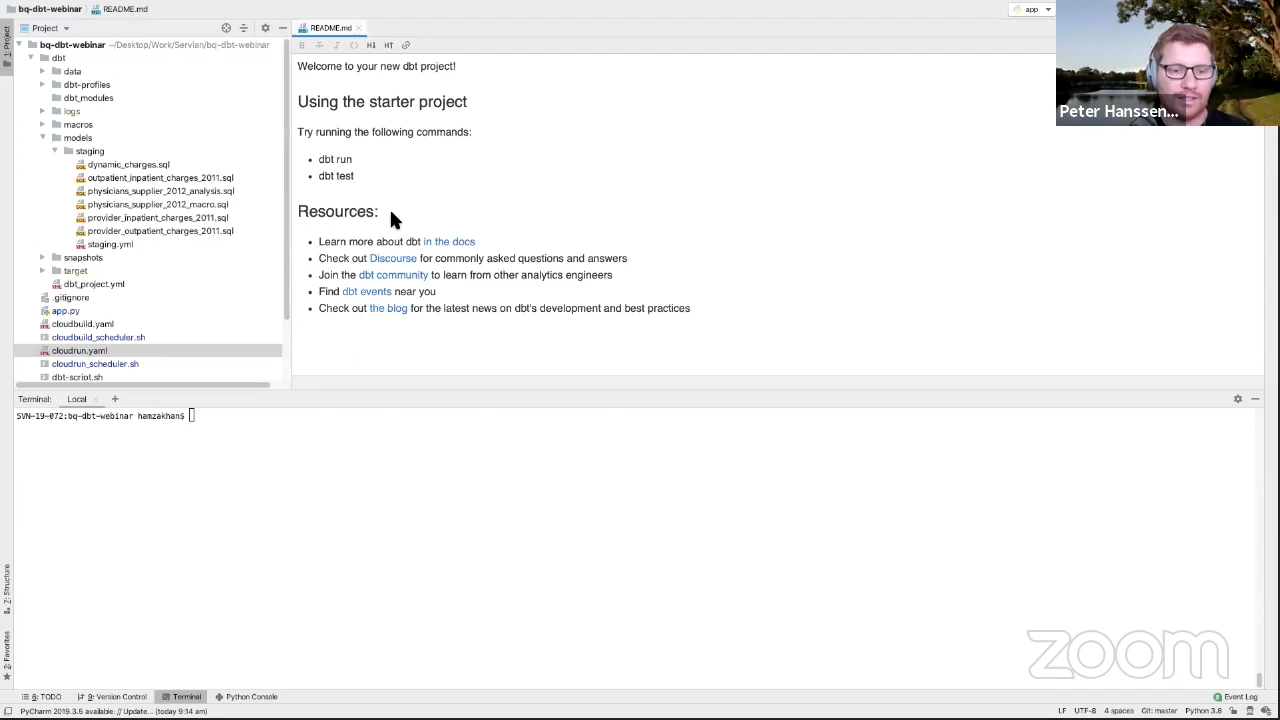 bq-dbt-webinar
README.md
app
Project
README.md
1: Project
bq-dbt-webinar ~/Desktop/Work/Servian/bq-dbt-webinar
dbt
data
dbt-profiles
dbt_modules
logs
macros
models
staging
dynamic_charges.sql
outpatient_inpatient_charges_2011.sql
physicians_supplier_2012_analysis.sql
physicians_supplier_2012_macro.sql
provider_inpatient_charges_2011.sql
provider_outpatient_charges_2011.sql
staging.yml
snapshots
target
dbt_project.yml
.gitignore
app.py
cloudbuild.yaml
cloudbuild_scheduler.sh
cloudrun.yaml
cloudrun_scheduler.sh
dbt-script.sh
Welcome to your new dbt project!
Using the starter project
Try running the following commands:
• dbt run
• dbt test
Resources:
• Learn more about dbt in the docs
• Check out Discourse for commonly asked questions and answers
• Join the dbt community to learn from other analytics engineers
• Find dbt events near you
• Check out the blog for the latest news on dbt's development and best practices
Peter Hanssen...
Terminal: Local +
SVN-19-072:bq-dbt-webinar hamzakhan$
7: Structure
2: Favorites
zoom
6: TODO
9: Version Control
Terminal
Python Console
Event Log
PyCharm 2019.3.5 available: // Update... (today 9:14 am)
LF UTF-8 4 spaces Git: master Python 3.8